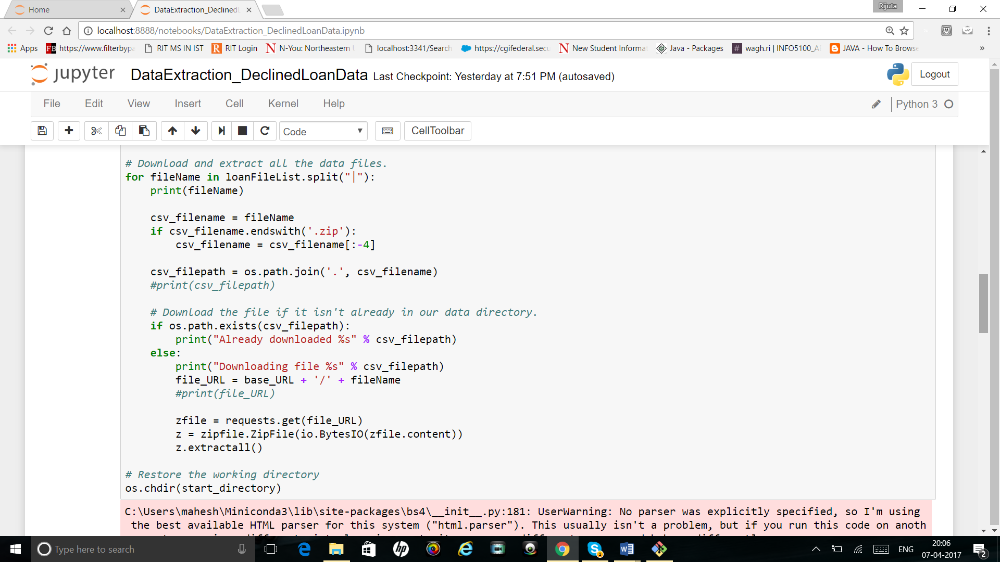 Home
DataExtraction_Declined
Rijuta
localhost:8888/notebooks/DataExtraction_DeclinedLoanData.ipynb
Apps
FB https://www.filterbypa
RIT MS IN IST
R RIT Login
N N-You: Northeastern
localhost:3341/Search
https://cgifederal.secu
N New Student Informat
Java - Packages
# wagh.ri | INFO5100_A
JAVA - How To Browse
»
jupyter
DataExtraction_DeclinedLoanData Last Checkpoint: Yesterday at 7:51 PM (autosaved)
Logout
File Edit View Insert Cell Kernel Help
Python 3
Code
CellToolbar
# Download and extract all the data files.
for fileName in loanFileList.split("|"):
    print(fileName)
    csv_filename = fileName
    if csv_filename.endswith('.zip'):
        csv_filename = csv_filename[:-4]
    csv_filepath = os.path.join('.', csv_filename)
    #print(csv_filepath)
    # Download the file if it isn't already in our data directory.
    if os.path.exists(csv_filepath):
        print("Already downloaded %s" % csv_filepath)
    else:
        print("Downloading file %s" % csv_filepath)
        file_URL = base_URL + '/' + fileName
        #print(file_URL)
        zfile = requests.get(file_URL)
        z = zipfile.ZipFile(io.BytesIO(zfile.content))
        z.extractall()
# Restore the working directory
os.chdir(start_directory)
C:\Users\mahesh\Miniconda3\lib\site-packages\bs4\__init__.py:181: UserWarning: No parser was explicitly specified, so I'm using
the best available HTML parser for this system ("html.parser"). This usually isn't a problem, but if you run this code on anoth
Type here to search
hp
2
ENG
20:06
07-04-2017
2